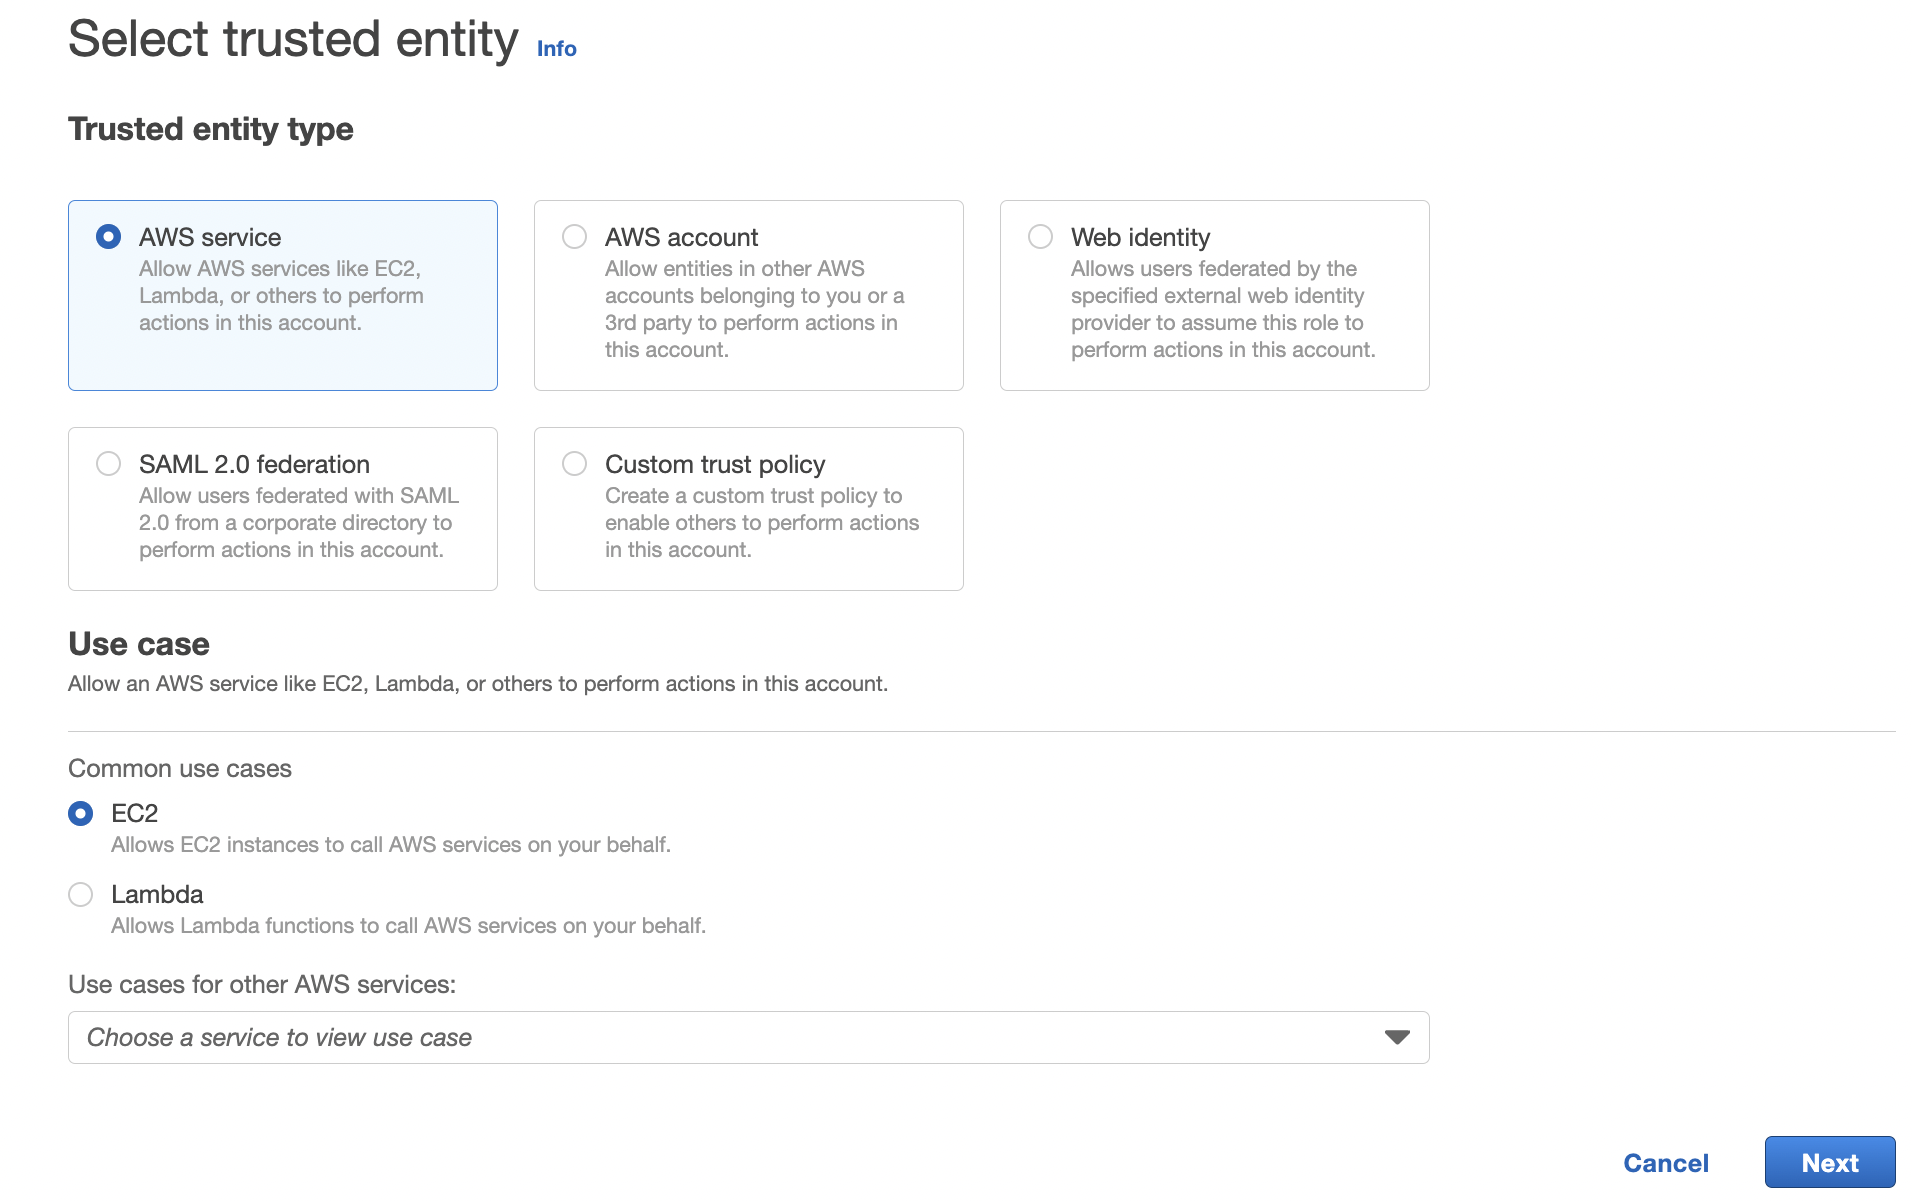 Select trusted entity Info
Trusted entity type
AWS service
Allow AWS services like EC2,
Lambda, or others to perform
actions in this account.
AWS account
Allow entities in other AWS
accounts belonging to you or a
3rd party to perform actions in
this account.
Web identity
Allows users federated by the
specified external web identity
provider to assume this role to
perform actions in this account.
SAML 2.0 federation
Allow users federated with SAML
2.0 from a corporate directory to
perform actions in this account.
Custom trust policy
Create a custom trust policy to
enable others to perform actions
in this account.
Use case
Allow an AWS service like EC2, Lambda, or others to perform actions in this account.
Common use cases
EC2
Allows EC2 instances to call AWS services on your behalf.
Lambda
Allows Lambda functions to call AWS services on your behalf.
Use cases for other AWS services:
Choose a service to view use case
Cancel
Next